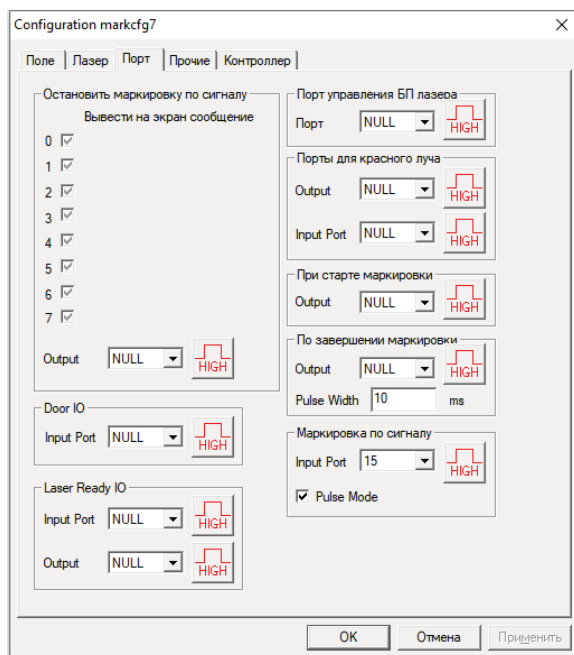 Configuration markcfg7
Поле Лазер Порт Прочие Контроллер
Остановить маркировку по сигналу
Вывести на экран сообщение
0
1
2
3
4
5
6
7
Output NULL HIGH
Door IO
Input Port NULL HIGH
Laser Ready IO
Input Port NULL HIGH
Output NULL HIGH
Порт управления БП лазера
Порт NULL HIGH
Порты для красного луча
Output NULL HIGH
Input Port NULL HIGH
При старте маркировки
Output NULL HIGH
По завершении маркировки
Output NULL HIGH
Pulse Width 10 ms
Маркировка по сигналу
Input Port 15 HIGH
Pulse Mode
OK Отмена Применить